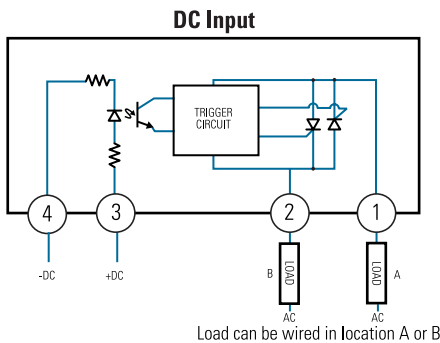 DC Input
TRIGGER
CIRCUIT
4
3
2
1
-DC
+DC
B
LOAD
LOAD
A
AC
AC
Load can be wired in location A or B